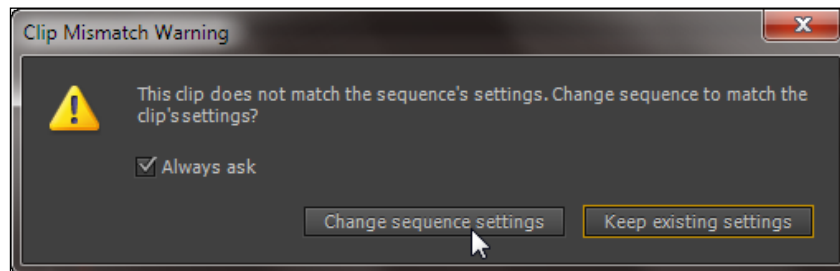 Clip Mismatch Warning
This clip does not match the sequence's settings. Change sequence to match the
clip's settings?
Always ask
Change sequence settings
Keep existing settings